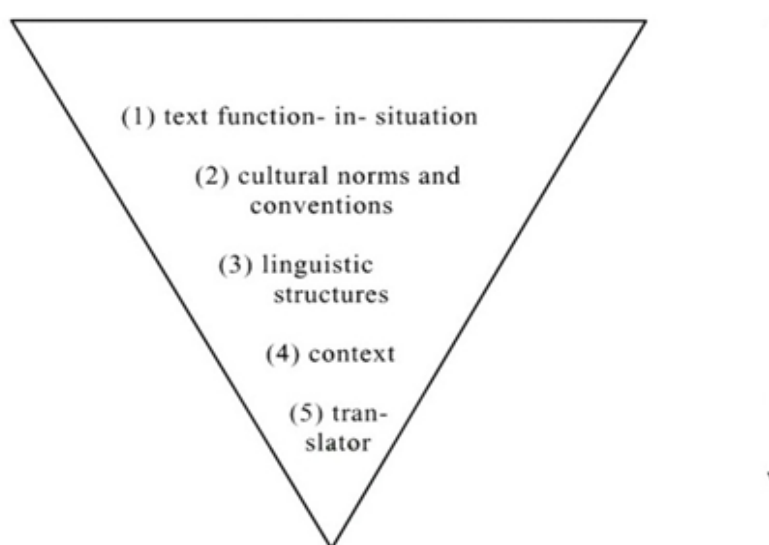 (1) text function- in- situation
(2) cultural norms and
conventions
(3) linguistic
structures
(4) context
(5) tran-
slator